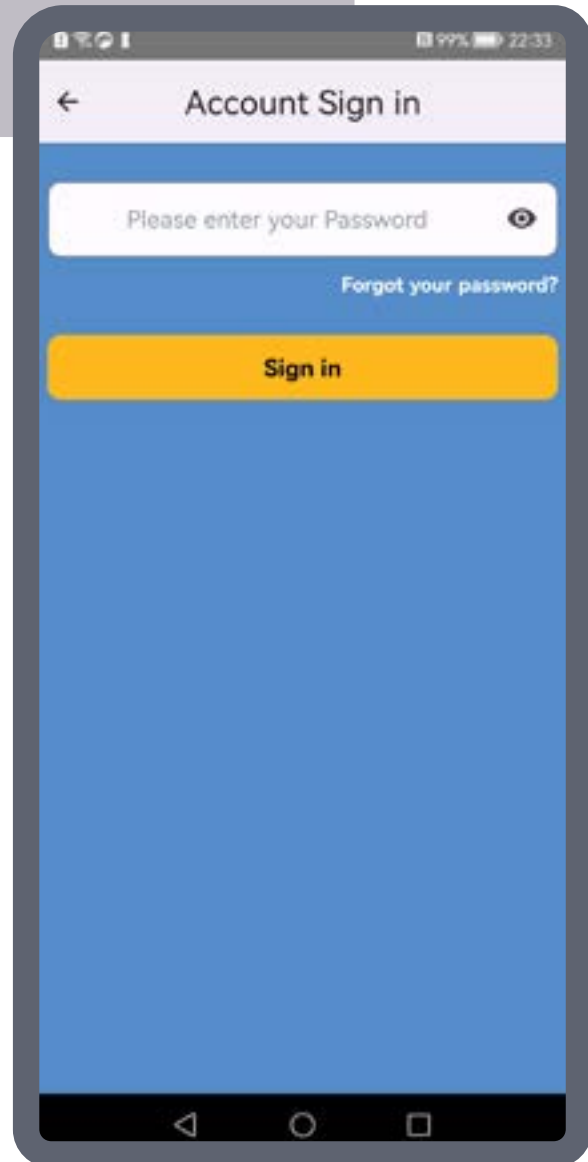 99% 22:33
Account Sign in
Please enter your Password
Forgot your password?
Sign in